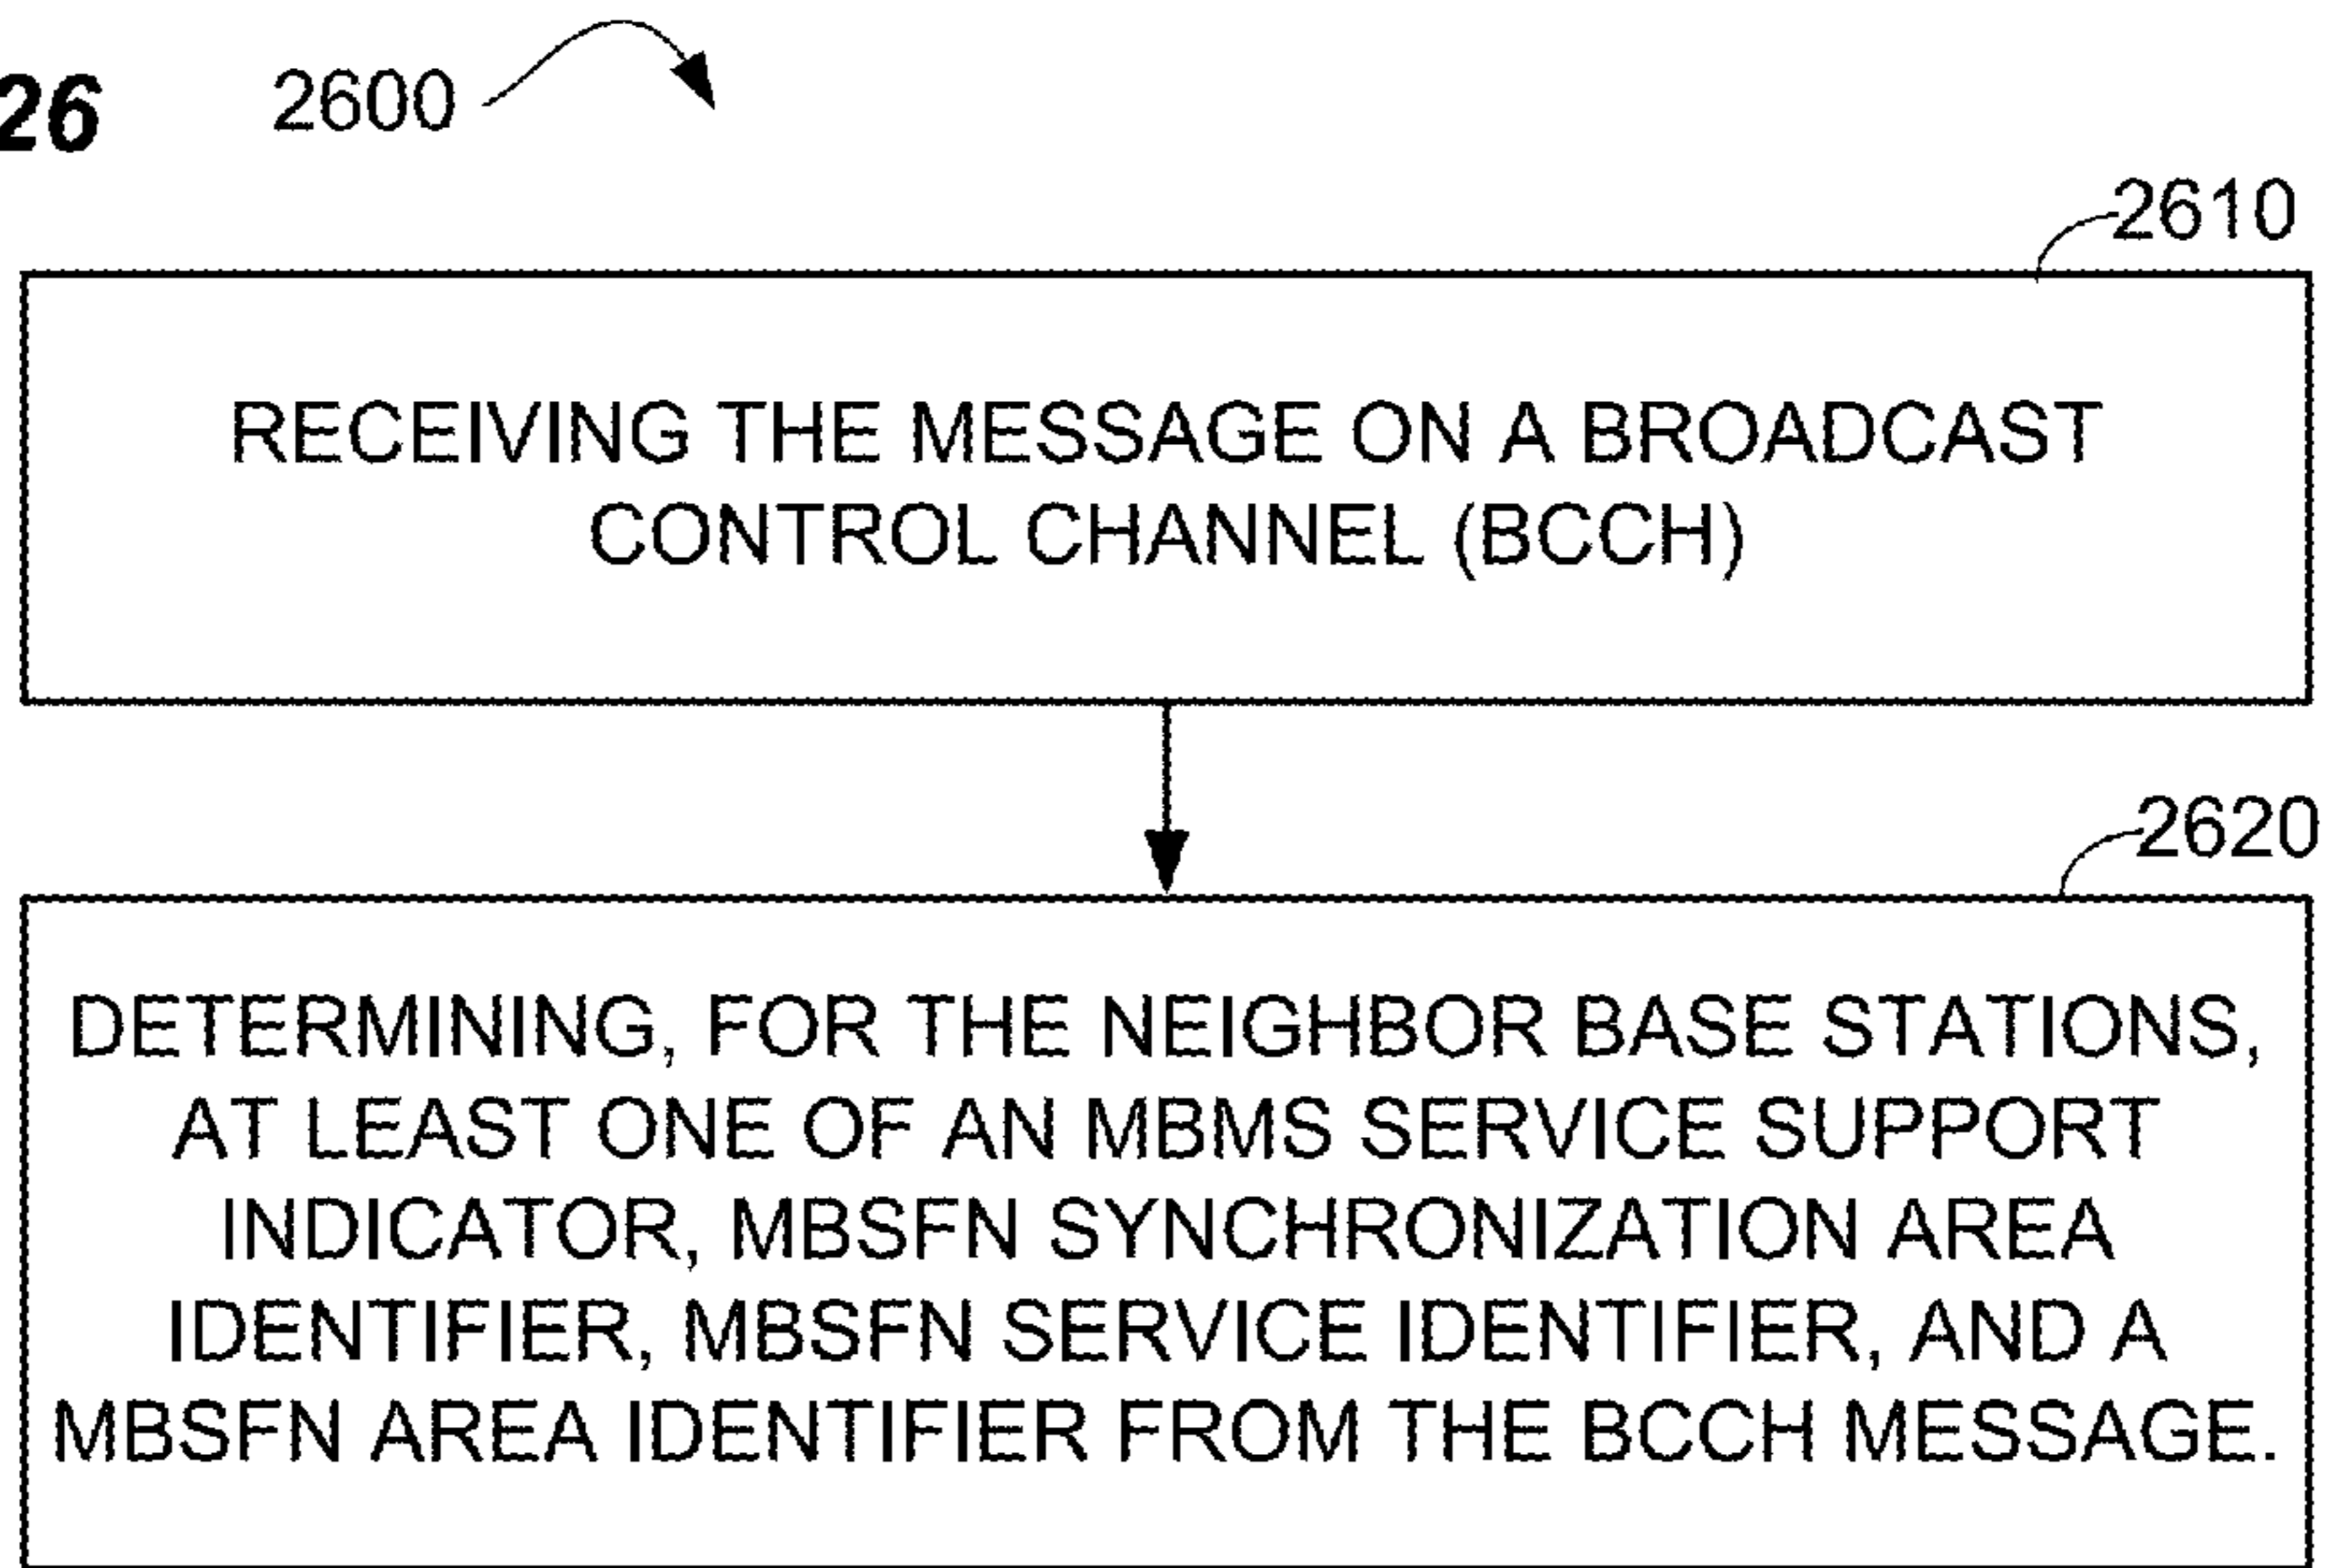 26
2600
2610
RECEIVING THE MESSAGE ON A BROADCAST
CONTROL CHANNEL (BCCH)
2620
DETERMINING, FOR THE NEIGHBOR BASE STATIONS,
AT LEAST ONE OF AN MBMS SERVICE SUPPORT
INDICATOR, MBSFN SYNCHRONIZATION AREA
IDENTIFIER, MBSFN SERVICE IDENTIFIER, AND A
MBSFN AREA IDENTIFIER FROM THE BCCH MESSAGE.